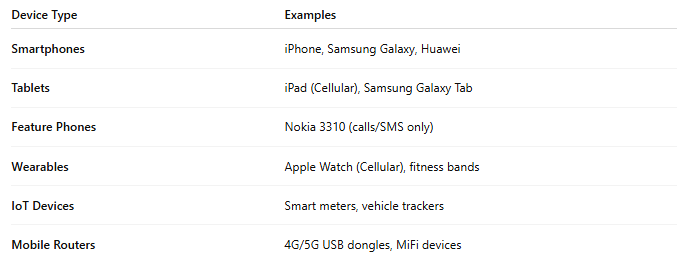 Device Type Examples
Smartphones iPhone, Samsung Galaxy, Huawei
Tablets iPad (Cellular), Samsung Galaxy Tab
Feature Phones Nokia 3310 (calls/SMS only)
Wearables Apple Watch (Cellular), fitness bands
IoT Devices Smart meters, vehicle trackers
Mobile Routers 4G/5G USB dongles, MiFi devices